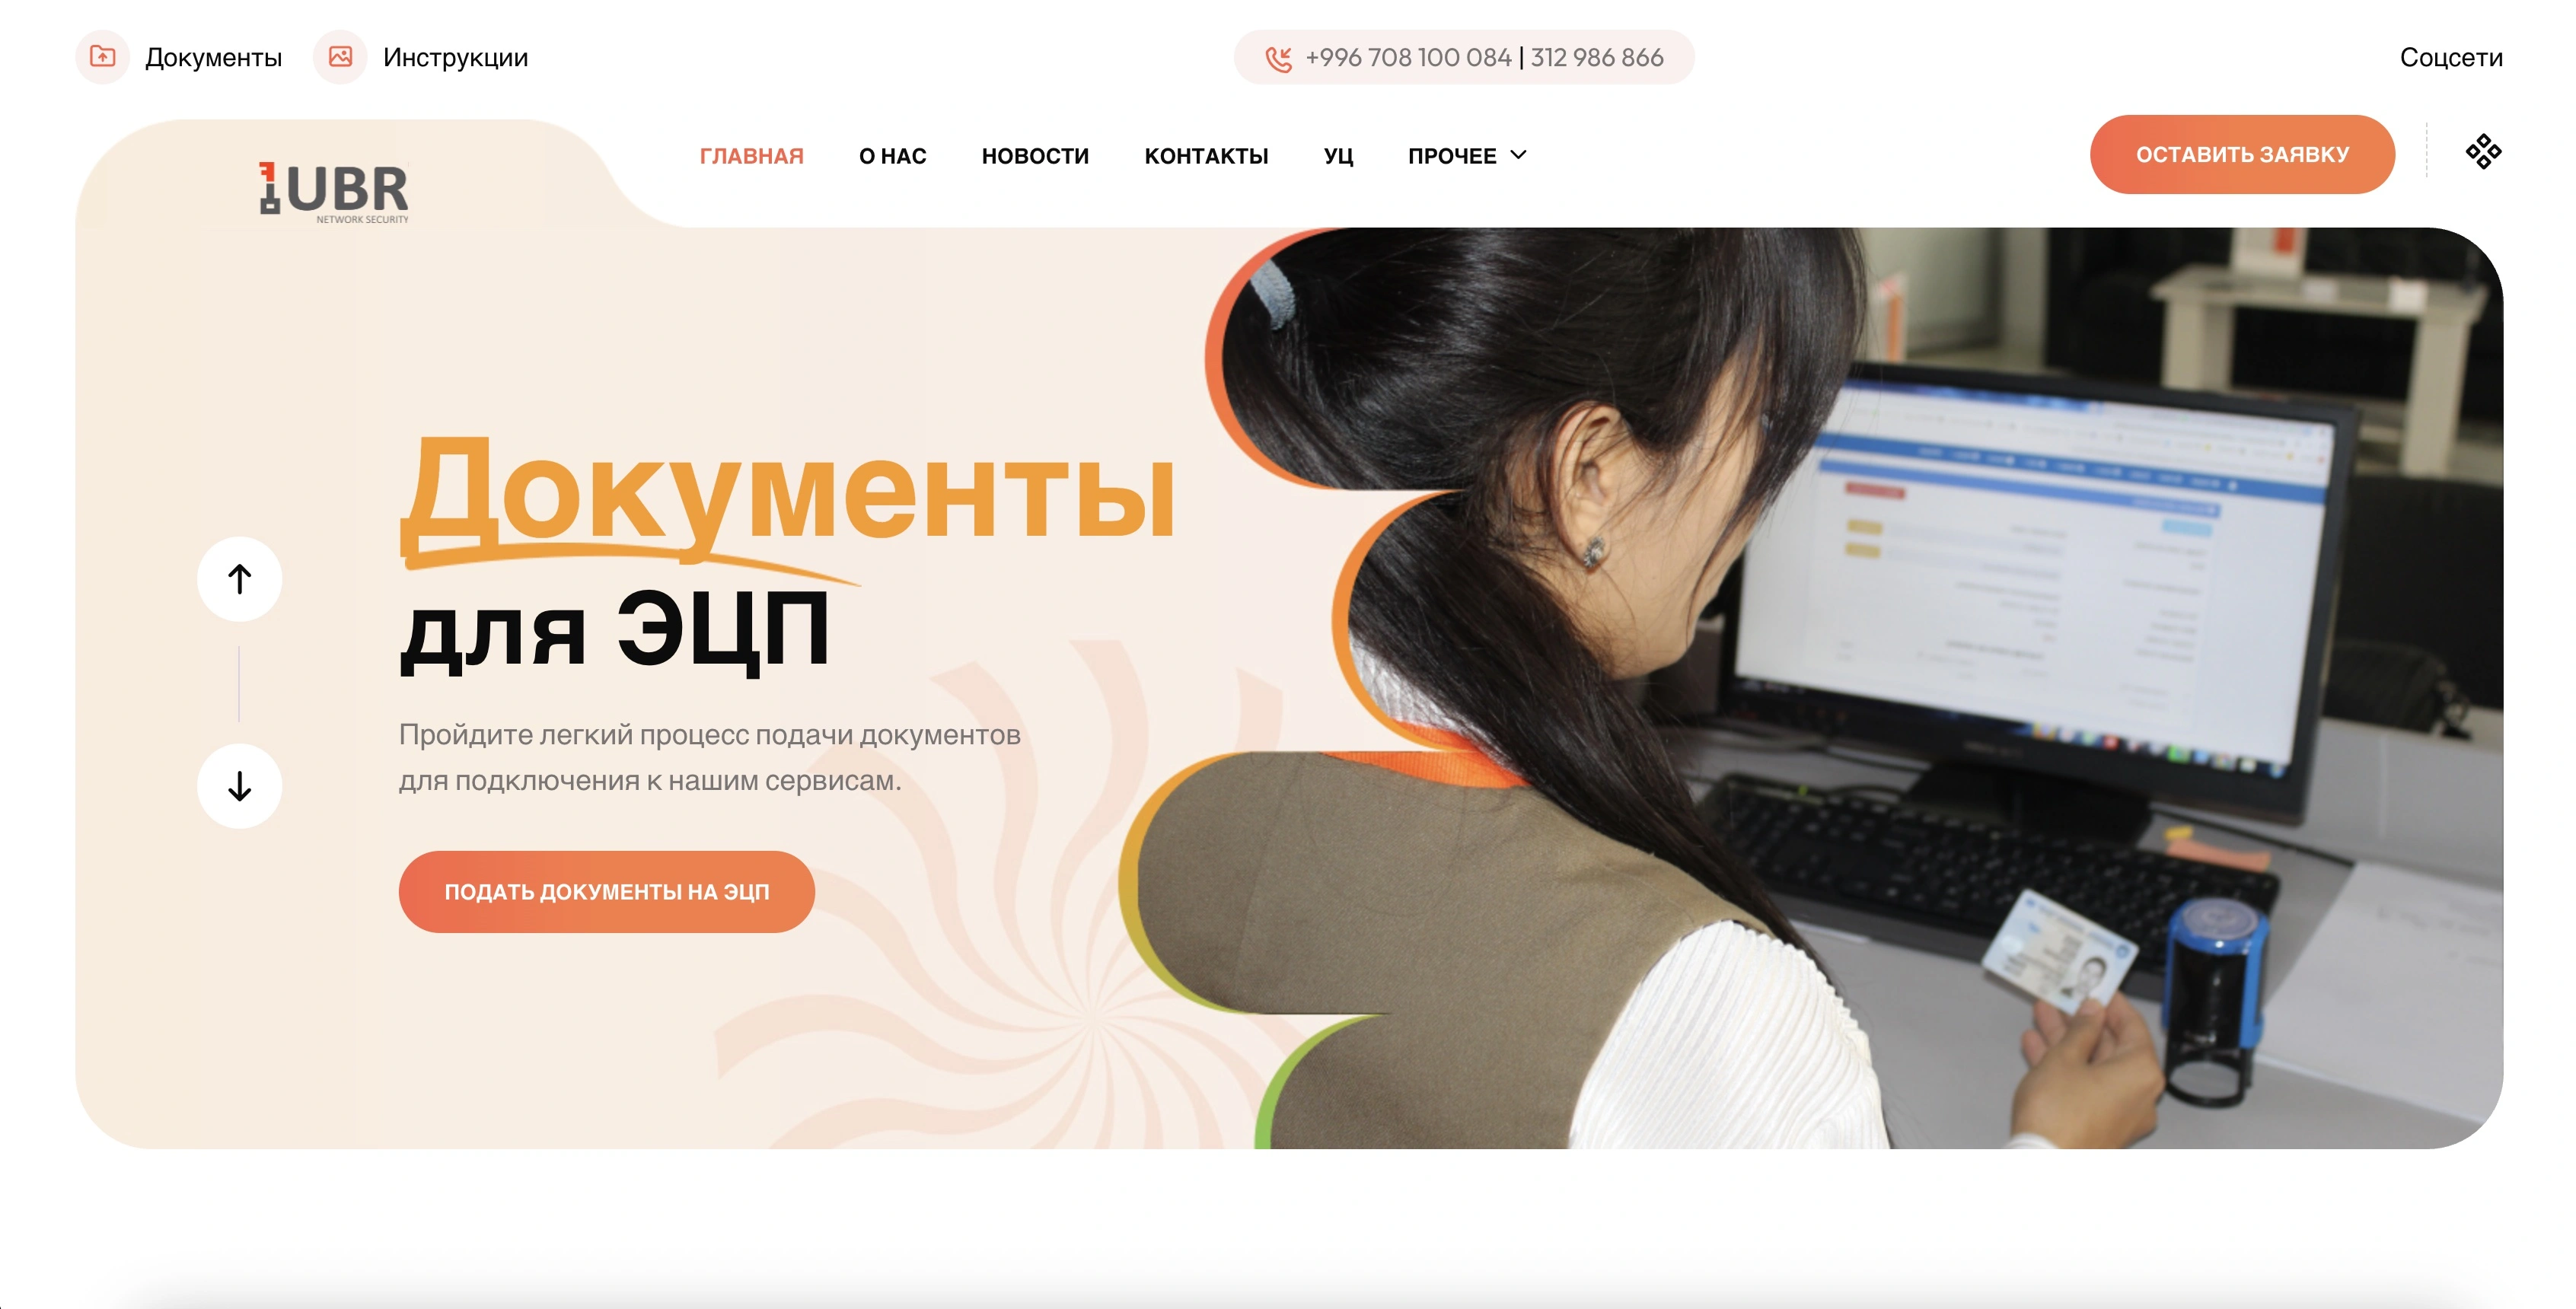 Документы
Инструкции
+996 708 100 084 | 312 986 866
Соцсети
UBR
NETWORK SECURITY
ГЛАВНАЯ
О НАС
НОВОСТИ
КОНТАКТЫ
УЦ
ПРОЧЕЕ
ОСТАВИТЬ ЗАЯВКУ
Документы
для ЭЦП
Пройдите легкий процесс подачи документов
для подключения к нашим сервисам.
ПОДАТЬ ДОКУМЕНТЫ НА ЭЦП